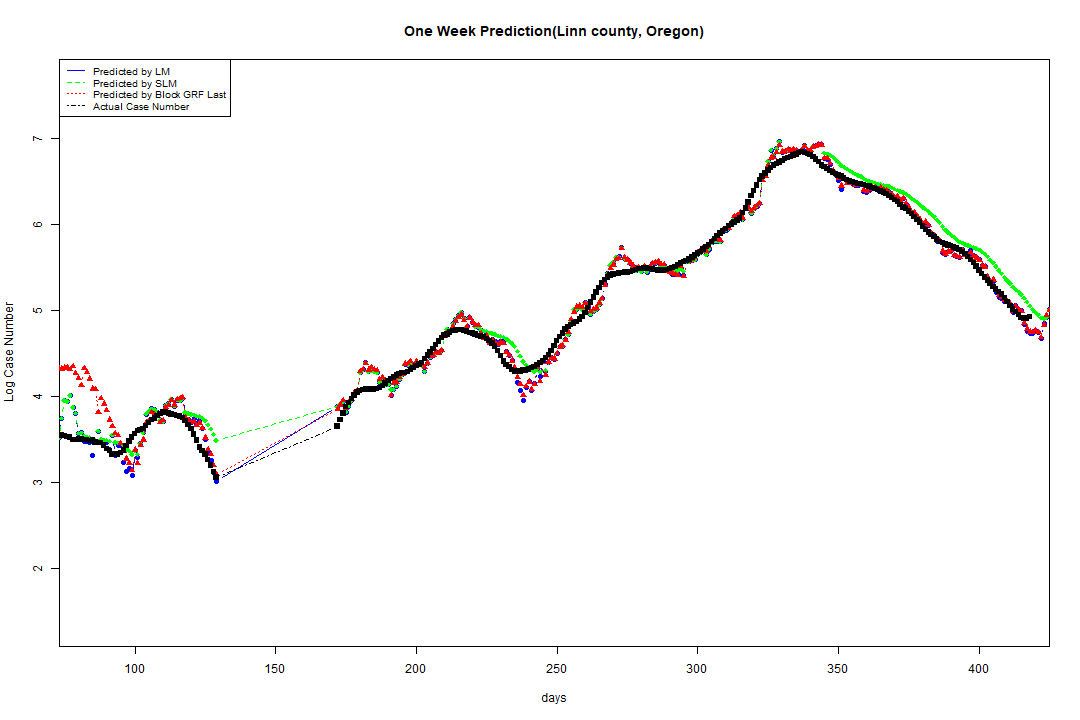 One Week Prediction(Linn county, Oregon)
Predicted by LM
Predicted by SLM
Predicted by Block GRF Last
Actual Case Number
7
6
5
4
3
2
Log Case Number
100 150 200 250 300 350 400
days